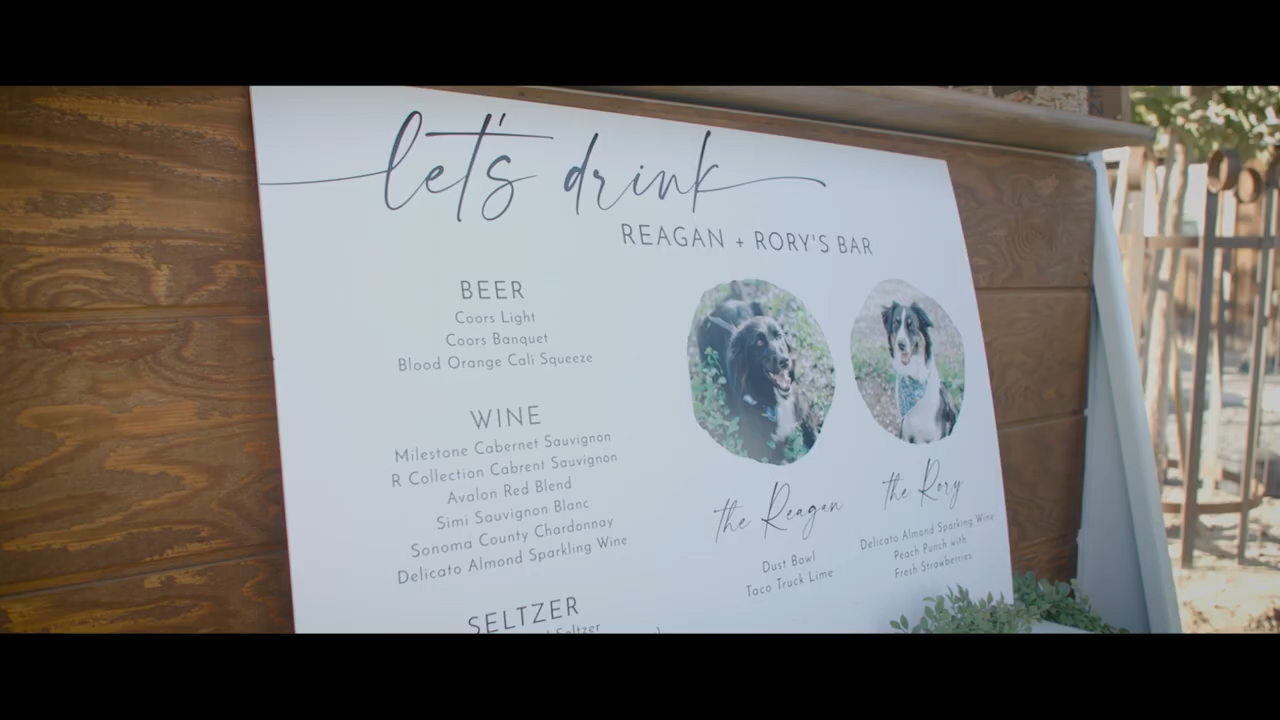 let's drink
REAGAN + RORY'S BAR
BEER
Coors Light
Coors Banquet
Blood Orange Cali Squeeze
WINE
Milestone Cabernet Sauvignon
R Collection Cabrent Sauvignon
Avalon Red Blend
Simi Sauvignon Blanc
Sonoma County Chardonnay
Delicato Almond Sparkling Wine
SELTZER
Seltzer
the Reagan
Dust Bowl
Taco Truck Lime
the Rory
Delicato Almond Sparking Wine
Peach Punch with
Fresh Strawberries